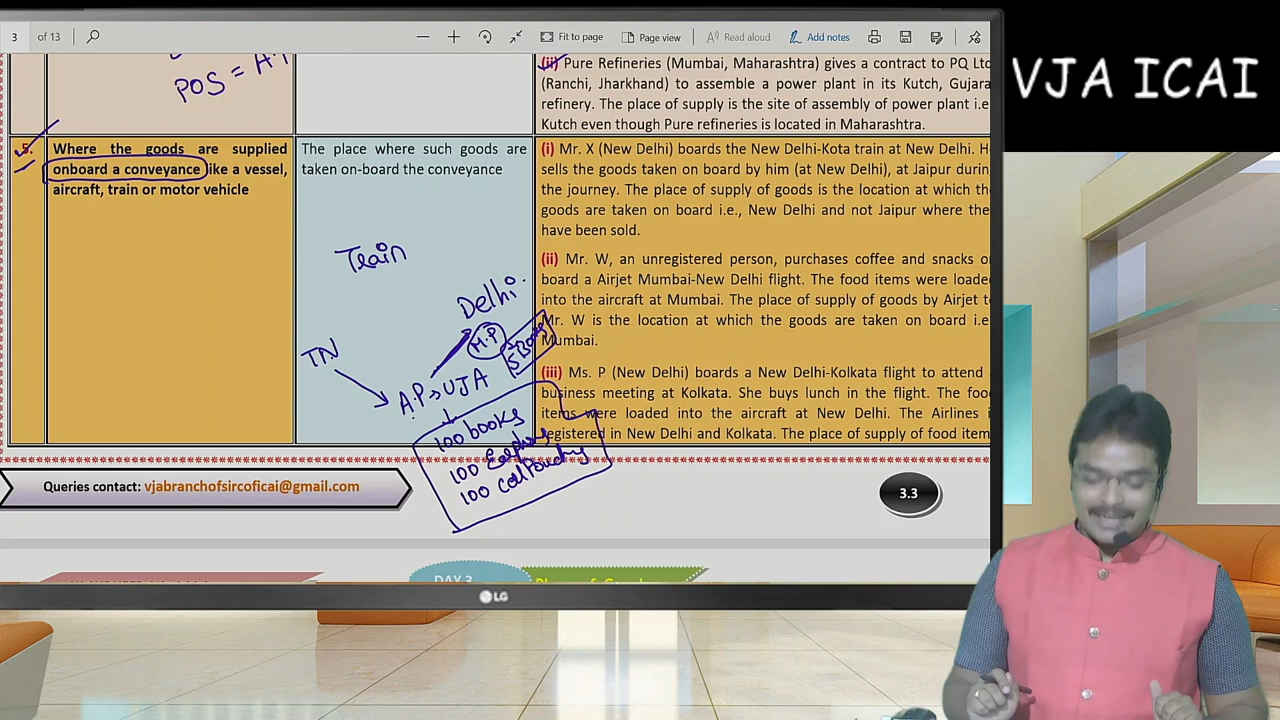 3 of 13
Fit to page
Page view
Read aloud
Add notes
VJA ICAI
POS = A.P
(ii) Pure Refineries (Mumbai, Maharashtra) gives a contract to PQ Ltd
(Ranchi, Jharkhand) to assemble a power plant in its Kutch, Gujara
refinery. The place of supply is the site of assembly of power plant i.e
Kutch even though Pure refineries is located in Maharashtra.
5.
Where the goods are supplied
onboard a conveyance like a vessel,
aircraft, train or motor vehicle
The place where such goods are
taken on-board the conveyance
(i) Mr. X (New Delhi) boards the New Delhi-Kota train at New Delhi. H
sells the goods taken on board by him (at New Delhi), at Jaipur durin
the journey. The place of supply of goods is the location at which th
goods are taken on board i.e., New Delhi and not Jaipur where the
have been sold.
(ii) Mr. W, an unregistered person, purchases coffee and snacks o
board a Airjet Mumbai-New Delhi flight. The food items were loade
into the aircraft at Mumbai. The place of supply of goods by Airjet t
Mr. W is the location at which the goods are taken on board i.e
Mumbai.
(iii) Ms. P (New Delhi) boards a New Delhi-Kolkata flight to attend
business meeting at Kolkata. She buys lunch in the flight. The foo
items were loaded into the aircraft at New Delhi. The Airlines i
registered in New Delhi and Kolkata. The place of supply of food item
Train
Delhi
M.P
5 Books
TN
A.P → VJA
100 books
100
100 Cell Pouchy
Queries contact: vjabranchofsircoficai@gmail.com
3.3
DAY 3
LG